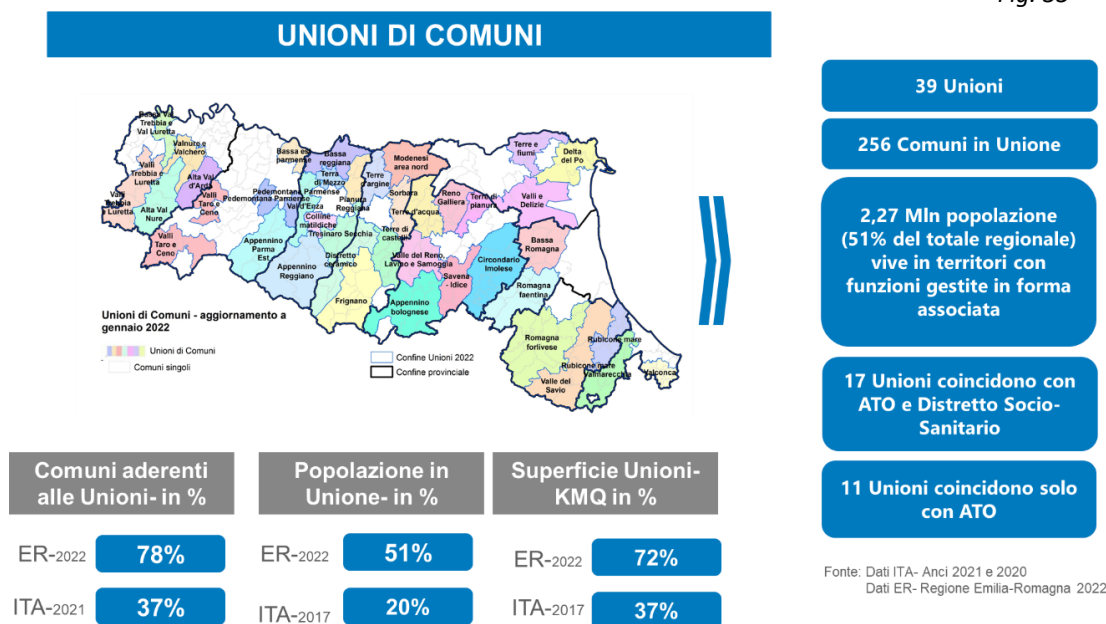 UNIONI DI COMUNI
Bassa Val
Trebbia e
Val Luretta
Valnure e
Valchero
Valli
Trebbia e
Luretta
Alta Val
d'Arda
Valli
Trebbia
e Luretta
Alta Val
Nure
Valli
Taro e
Ceno
Valli
Taro e
Ceno
Bassa est
parmense
Bassa
reggiana
Terra
di Mezzo
Pedemontana Parmense
Pedemontana Parmense
Val d'Enza
Colline
matildiche
Pianura
Reggiana
Tresinaro Secchia
Appennino
Parma
Est
Appennino
Reggiano
Distretto
ceramico
Frignano
Terre
d'argine
Modenesi
area nord
Sorbara
Terre d'acqua
Terre di
castelli
Reno
Galliera
Terre di
pianura
Valle del Reno,
Lavino e Samoggia
Savena
- Idice
Appennino
bolognese
Circondario
Imolese
Terre e
fiumi
Delta
del Po
Valli e
Delizie
Bassa
Romagna
Romagna
faentina
Romagna
forlivese
Valle del
Savio
Rubicone mare
Rubicone mare
Valmarecchia
Valconca
Unioni di Comuni - aggiornamento a
gennaio 2022
Unioni di Comuni
Comuni singoli
Confine Unioni 2022
Confine provinciale
39 Unioni
256 Comuni in Unione
2,27 Mln popolazione
(51% del totale regionale)
vive in territori con
funzioni gestite in forma
associata
17 Unioni coincidono con
ATO e Distretto Socio-
Sanitario
11 Unioni coincidono solo
con ATO
Comuni aderenti
alle Unioni- in %
ER-2022 78%
ITA-2021 37%
Popolazione in
Unione- in %
ER-2022 51%
ITA-2017 20%
Superficie Unioni-
KMQ in %
ER-2022 72%
ITA-2017 37%
Fonte: Dati ITA- Anci 2021 e 2020
Dati ER- Regione Emilia-Romagna 2022